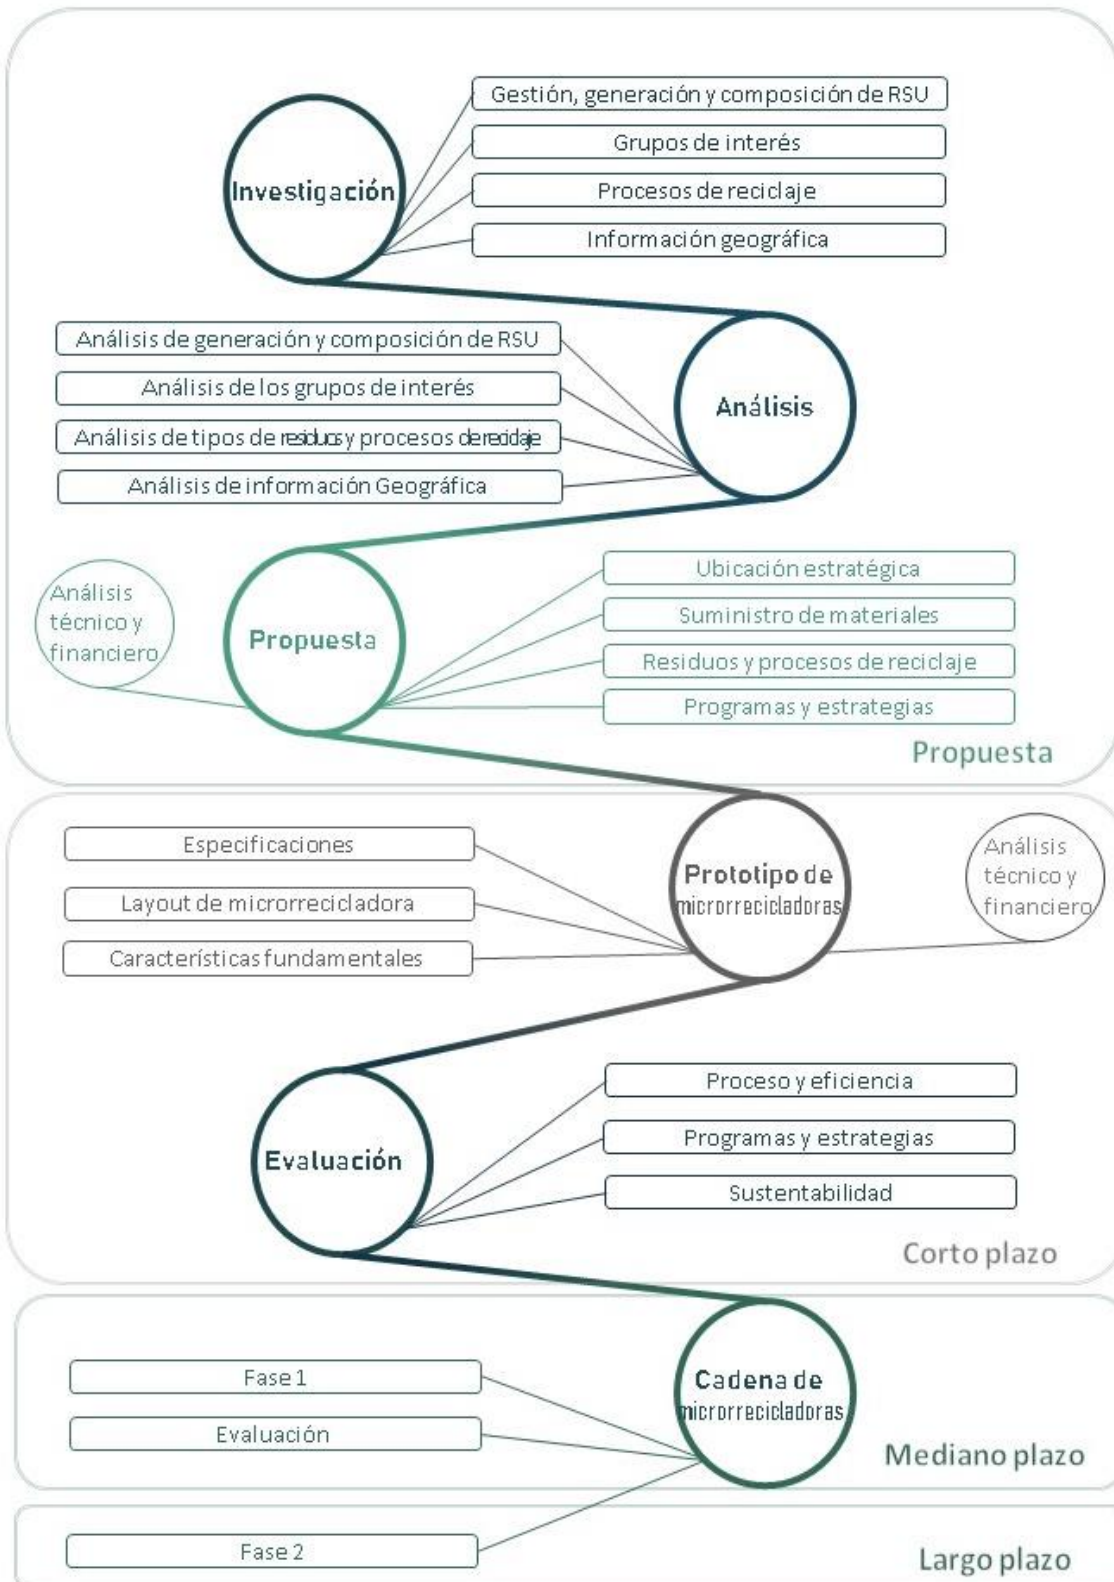 Gestión, generación y composición de RSU
Grupos de interés
Investigación
Procesos de reciclaje
Información geográfica
Análisis de generación y composición de RSU
Análisis de los grupos de interés
Análisis
Análisis de tipos de residuos y procesos de reciclaje
Análisis de información Geográfica
Análisis
técnico y
financiero
Propuesta
Ubicación estratégica
Suministro de materiales
Residuos y procesos de reciclaje
Programas y estrategias
Propuesta
Especificaciones
Layout de microrrecicladora
Características fundamentales
Prototipo de
microrrecicladoras
Análisis
técnico y
financiero
Proceso y eficiencia
Evaluación
Programas y estrategias
Sustentabilidad
Corto plazo
Fase 1
Evaluación
Cadena de
microrrecicladoras
Mediano plazo
Fase 2
Largo plazo